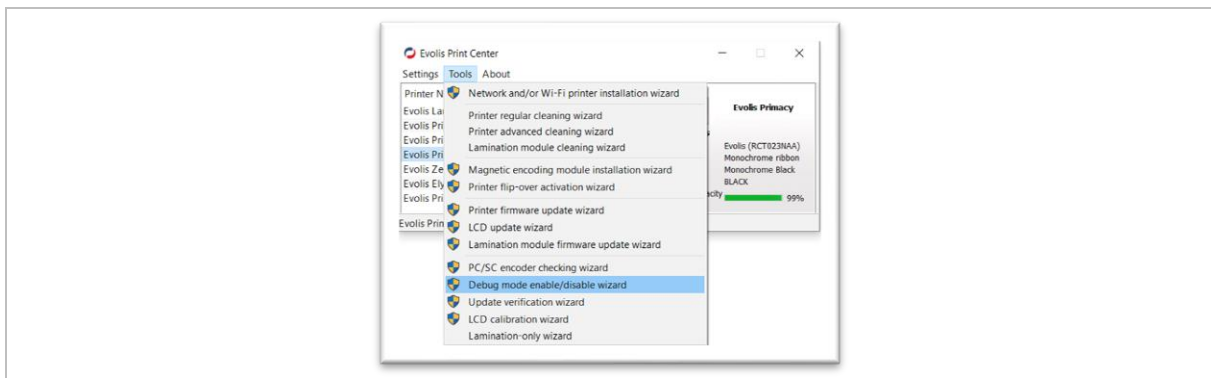 Evolis Print Center
Settings Tools About
Printer N
Evolis La
Evolis Pri
Evolis Pri
Evolis Pri
Evolis Ze
Evolis Ely
Evolis Pri
Evolis Prin
Network and/or Wi-Fi printer installation wizard
Printer regular cleaning wizard
Printer advanced cleaning wizard
Lamination module cleaning wizard
Magnetic encoding module installation wizard
Printer flip-over activation wizard
Printer firmware update wizard
LCD update wizard
Lamination module firmware update wizard
PC/SC encoder checking wizard
Debug mode enable/disable wizard
Update verification wizard
LCD calibration wizard
Lamination-only wizard
Evolis Primacy
Evolis (RCT023NAA)
Monochrome ribbon
Monochrome Black
BLACK
acity
99%